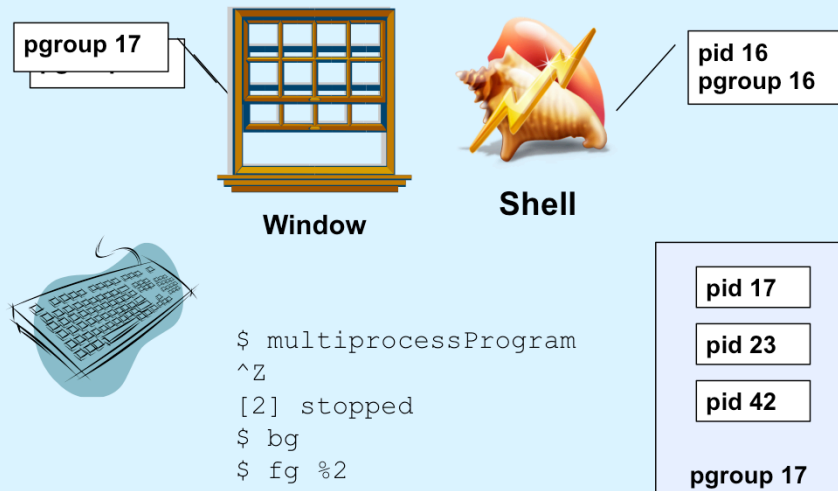 pgroup 17
pid 16
pgroup 16
Window
Shell
$ multiprocessProgram
^Z
[2] stopped
$ bg
$ fg %2
pid 17
pid 23
pid 42
pgroup 17